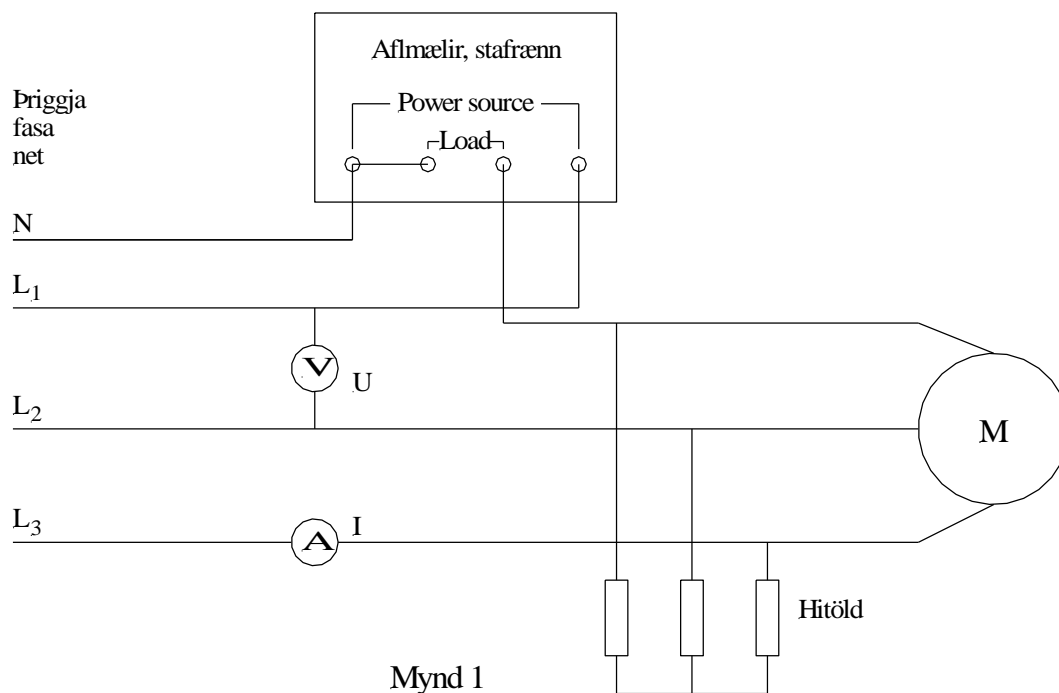 Aflmælir, stafrænn
Power source
Load
Þriggja
fasa
net
N
L1
V
U
L2
M
L3
A
I
Hitöld
Mynd 1